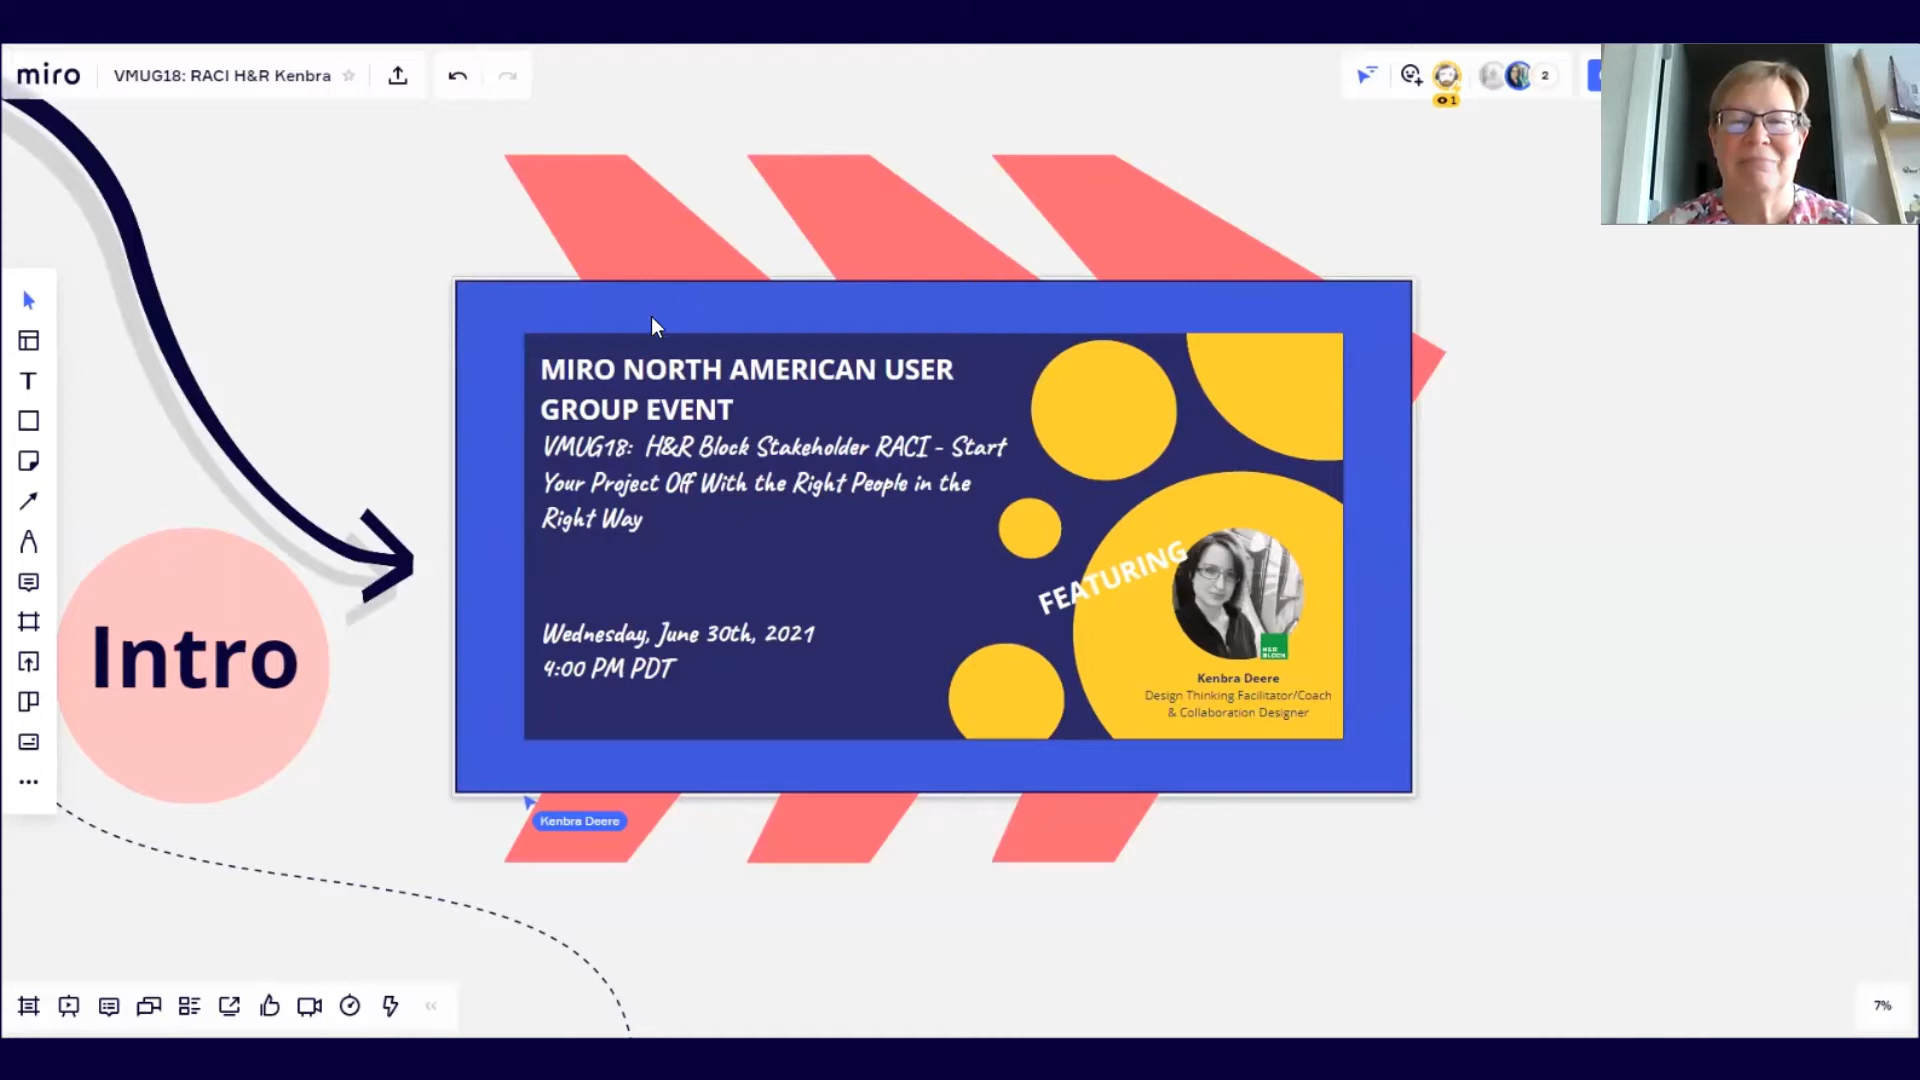 miro
VMUG18: RACI H&R Kenbra
1
2
MIRO NORTH AMERICAN USER
GROUP EVENT
VMUG18: H&R Block Stakeholder RACI - Start
Your Project Off With the Right People in the
Right Way
Wednesday, June 30th, 2021
4:00 PM PDT
FEATURING
H&R
BLOCK
Kenbra Deere
Design Thinking Facilitator/Coach
& Collaboration Designer
Intro
Kenbra Deere
7%